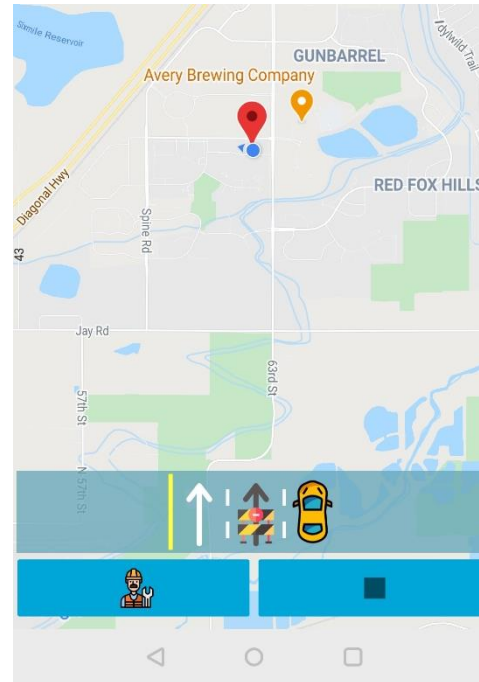 Sixmile Reservoir
Idylwild Trail
GUNBARREL
Avery Brewing Company
Diagonal Hwy
RED FOX HILLS
Spine Rd
43
Jay Rd
63rd St
57th St
N 57th St